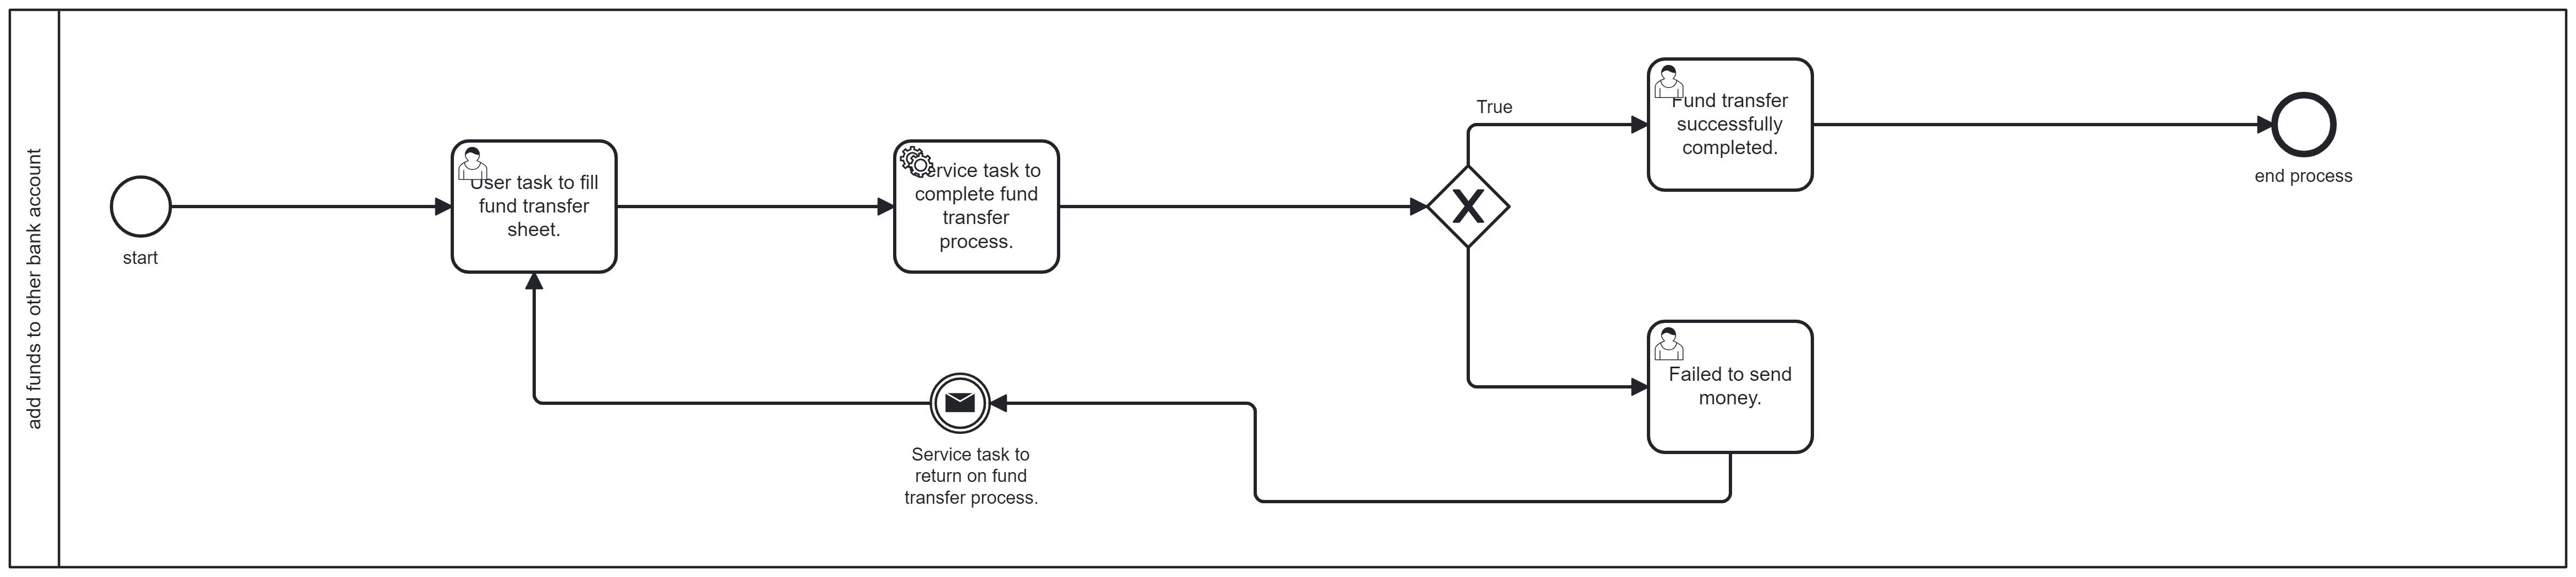 add funds to other bank account
start
User task to fill
fund transfer
sheet.
Service task to
complete fund
transfer
process.
True
Fund transfer
successfully
completed.
end process
Failed to send
money.
Service task to
return on fund
transfer process.